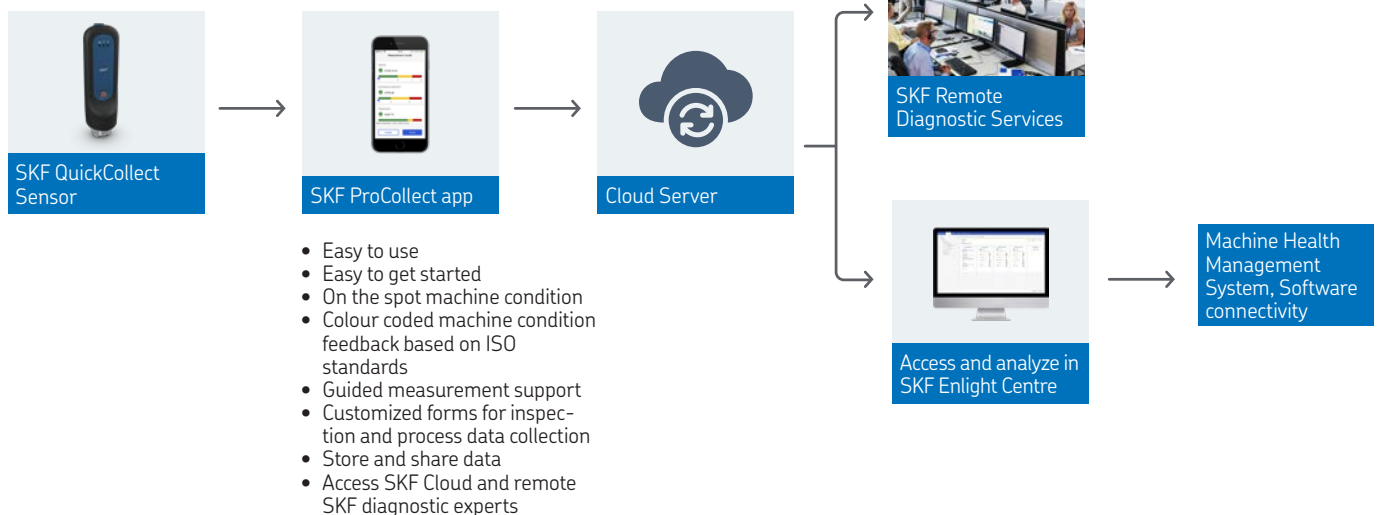 SKF QuickCollect
Sensor
SKF ProCollect app
• Easy to use
• Easy to get started
• On the spot machine condition
• Colour coded machine condition
feedback based on ISO
standards
• Guided measurement support
• Customized forms for inspec-
tion and process data collection
• Store and share data
• Access SKF Cloud and remote
SKF diagnostic experts
Cloud Server
SKF Remote
Diagnostic Services
Access and analyze in
SKF Enlight Centre
Machine Health
Management
System, Software
connectivity